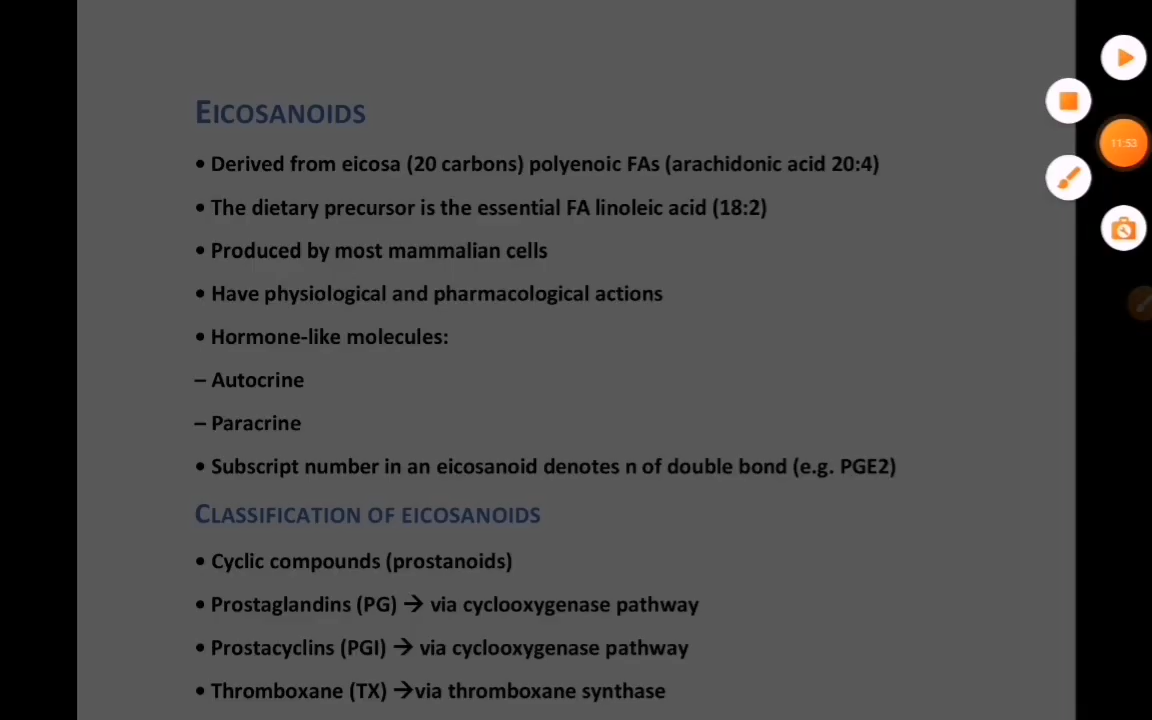 EICOSANOIDS
• Derived from eicosa (20 carbons) polyenoic FAs (arachidonic acid 20:4)
• The dietary precursor is the essential FA linoleic acid (18:2)
• Produced by most mammalian cells
• Have physiological and pharmacological actions
• Hormone-like molecules:
– Autocrine
– Paracrine
• Subscript number in an eicosanoid denotes n of double bond (e.g. PGE2)
CLASSIFICATION OF EICOSANOIDS
• Cyclic compounds (prostanoids)
• Prostaglandins (PG) → via cyclooxygenase pathway
• Prostacyclins (PGI) → via cyclooxygenase pathway
• Thromboxane (TX) →via thromboxane synthase
11:53